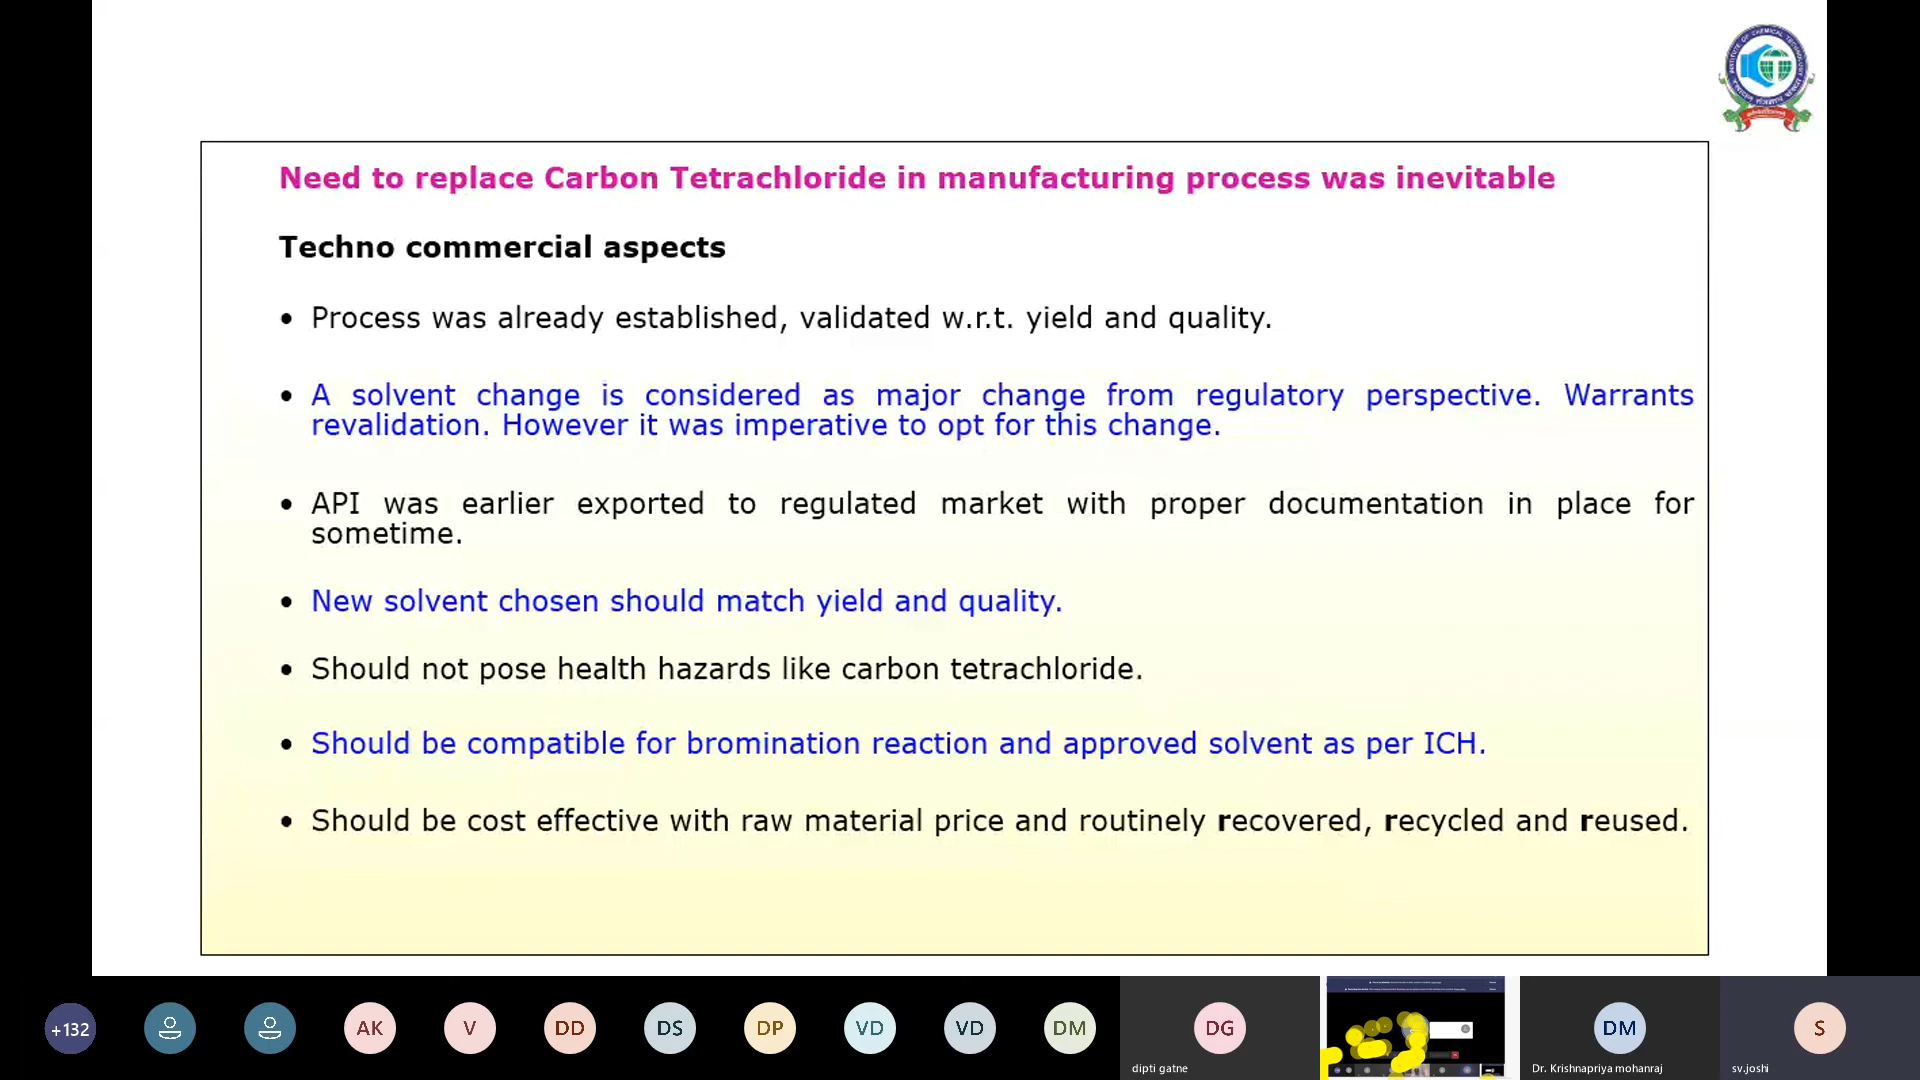 INSTITUTE OF CHEMICAL TECHNOLOGY
Need to replace Carbon Tetrachloride in manufacturing process was inevitable
Techno commercial aspects
• Process was already established, validated w.r.t. yield and quality.
• A solvent change is considered as major change from regulatory perspective. Warrants
revalidation. However it was imperative to opt for this change.
• API was earlier exported to regulated market with proper documentation in place for
sometime.
• New solvent chosen should match yield and quality.
• Should not pose health hazards like carbon tetrachloride.
• Should be compatible for bromination reaction and approved solvent as per ICH.
• Should be cost effective with raw material price and routinely recovered, recycled and reused.
+132
AK
V
DD
DS
DP
VD
VD
DM
DG
DM
S
dipti gatne
Dr. Krishnapriya mohanraj
sv.joshi